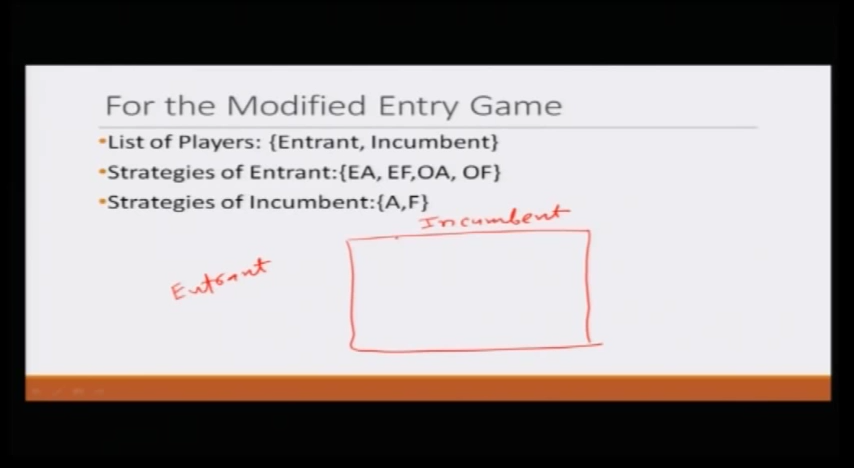 For the Modified Entry Game
•List of Players: {Entrant, Incumbent}
•Strategies of Entrant:{EA, EF,OA, OF}
•Strategies of Incumbent:{A,F}
Incumbent
Entrant